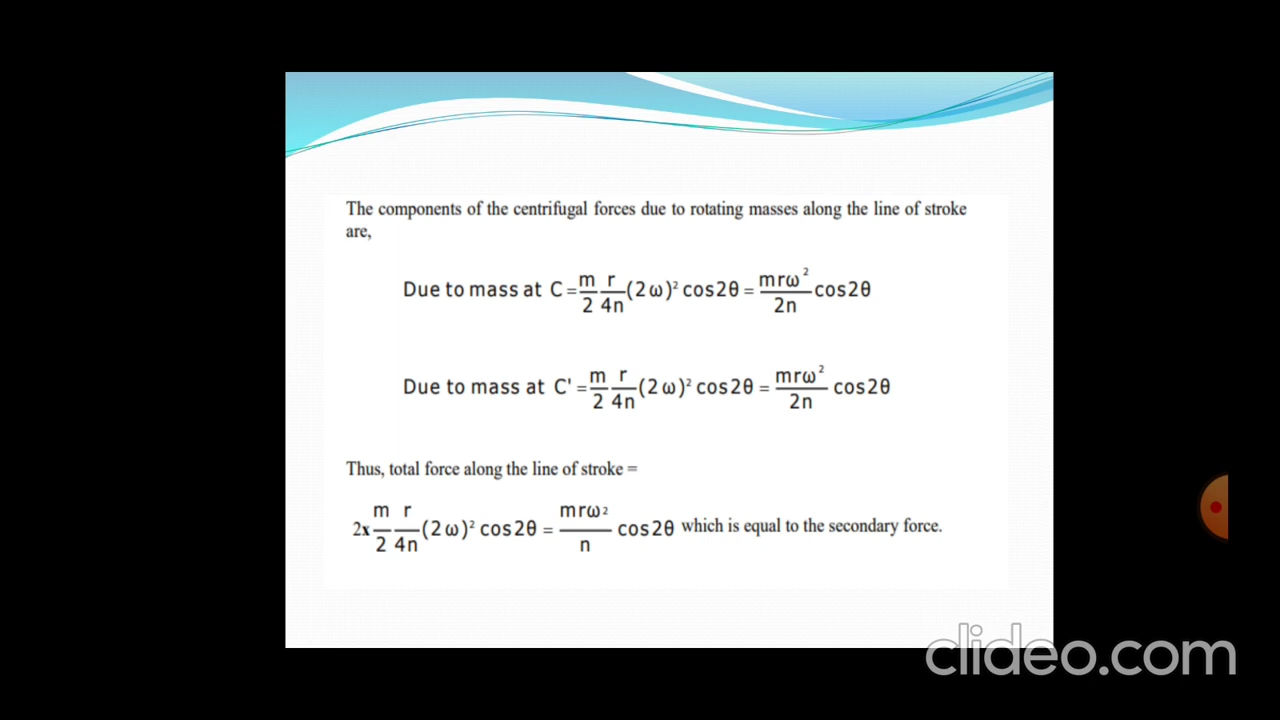 The components of the centrifugal forces due to rotating masses along the line of stroke
are,
Due to mass at C = m/2 r/4n (2ω)² cos2θ = mrω²/2n cos2θ
Due to mass at C' = m/2 r/4n (2ω)² cos2θ = mrω²/2n cos2θ
Thus, total force along the line of stroke =
2x m/2 r/4n (2ω)² cos2θ = mrω²/n cos2θ which is equal to the secondary force.
clideo.com